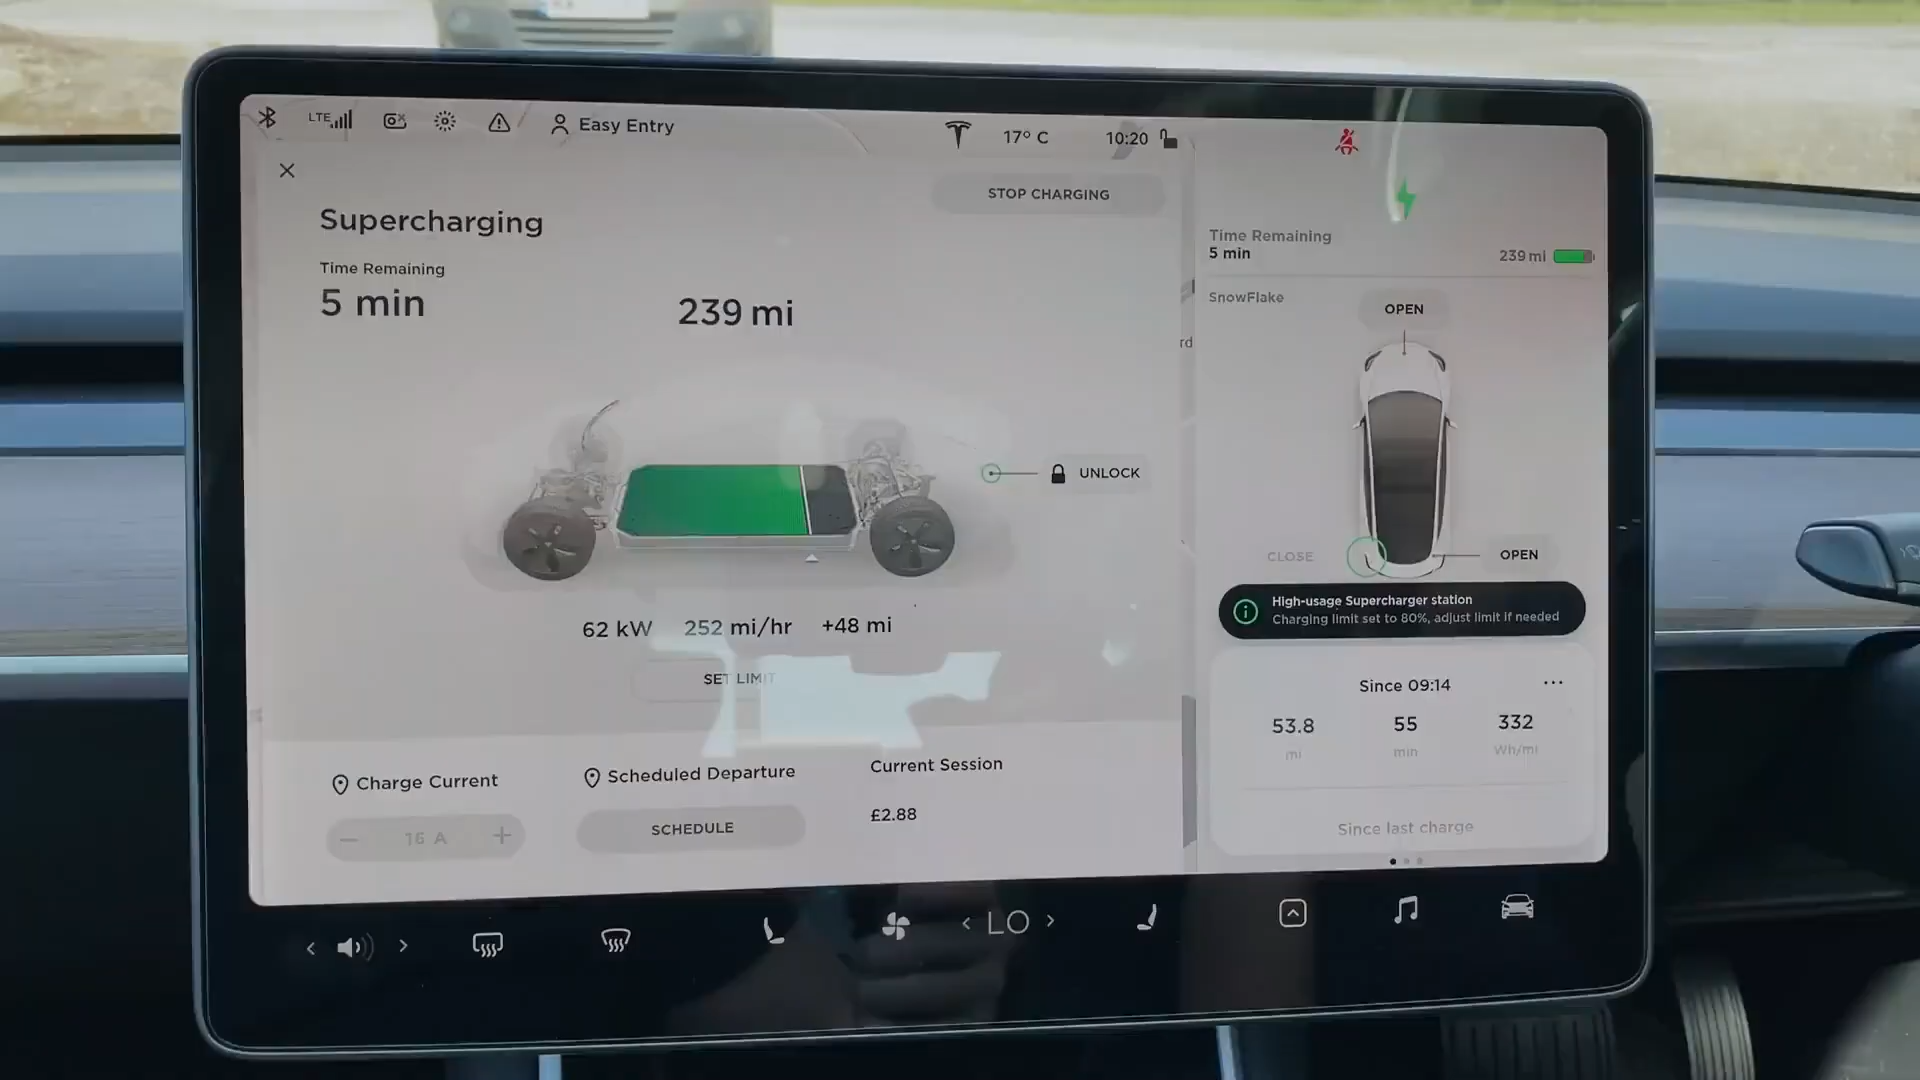 LTE
Easy Entry
17° C
10:20
STOP CHARGING
Supercharging
Time Remaining
5 min
239 mi
UNLOCK
62 kW
252 mi/hr
+48 mi
SET LIMIT
Charge Current
16 A
Scheduled Departure
SCHEDULE
Current Session
£2.88
Time Remaining
5 min
239 mi
SnowFlake
rd
OPEN
CLOSE
OPEN
High-usage Supercharger station
Charging limit set to 80%, adjust limit if needed
Since 09:14
53.8
55
332
mi
min
Wh/mi
Since last charge
< LO >